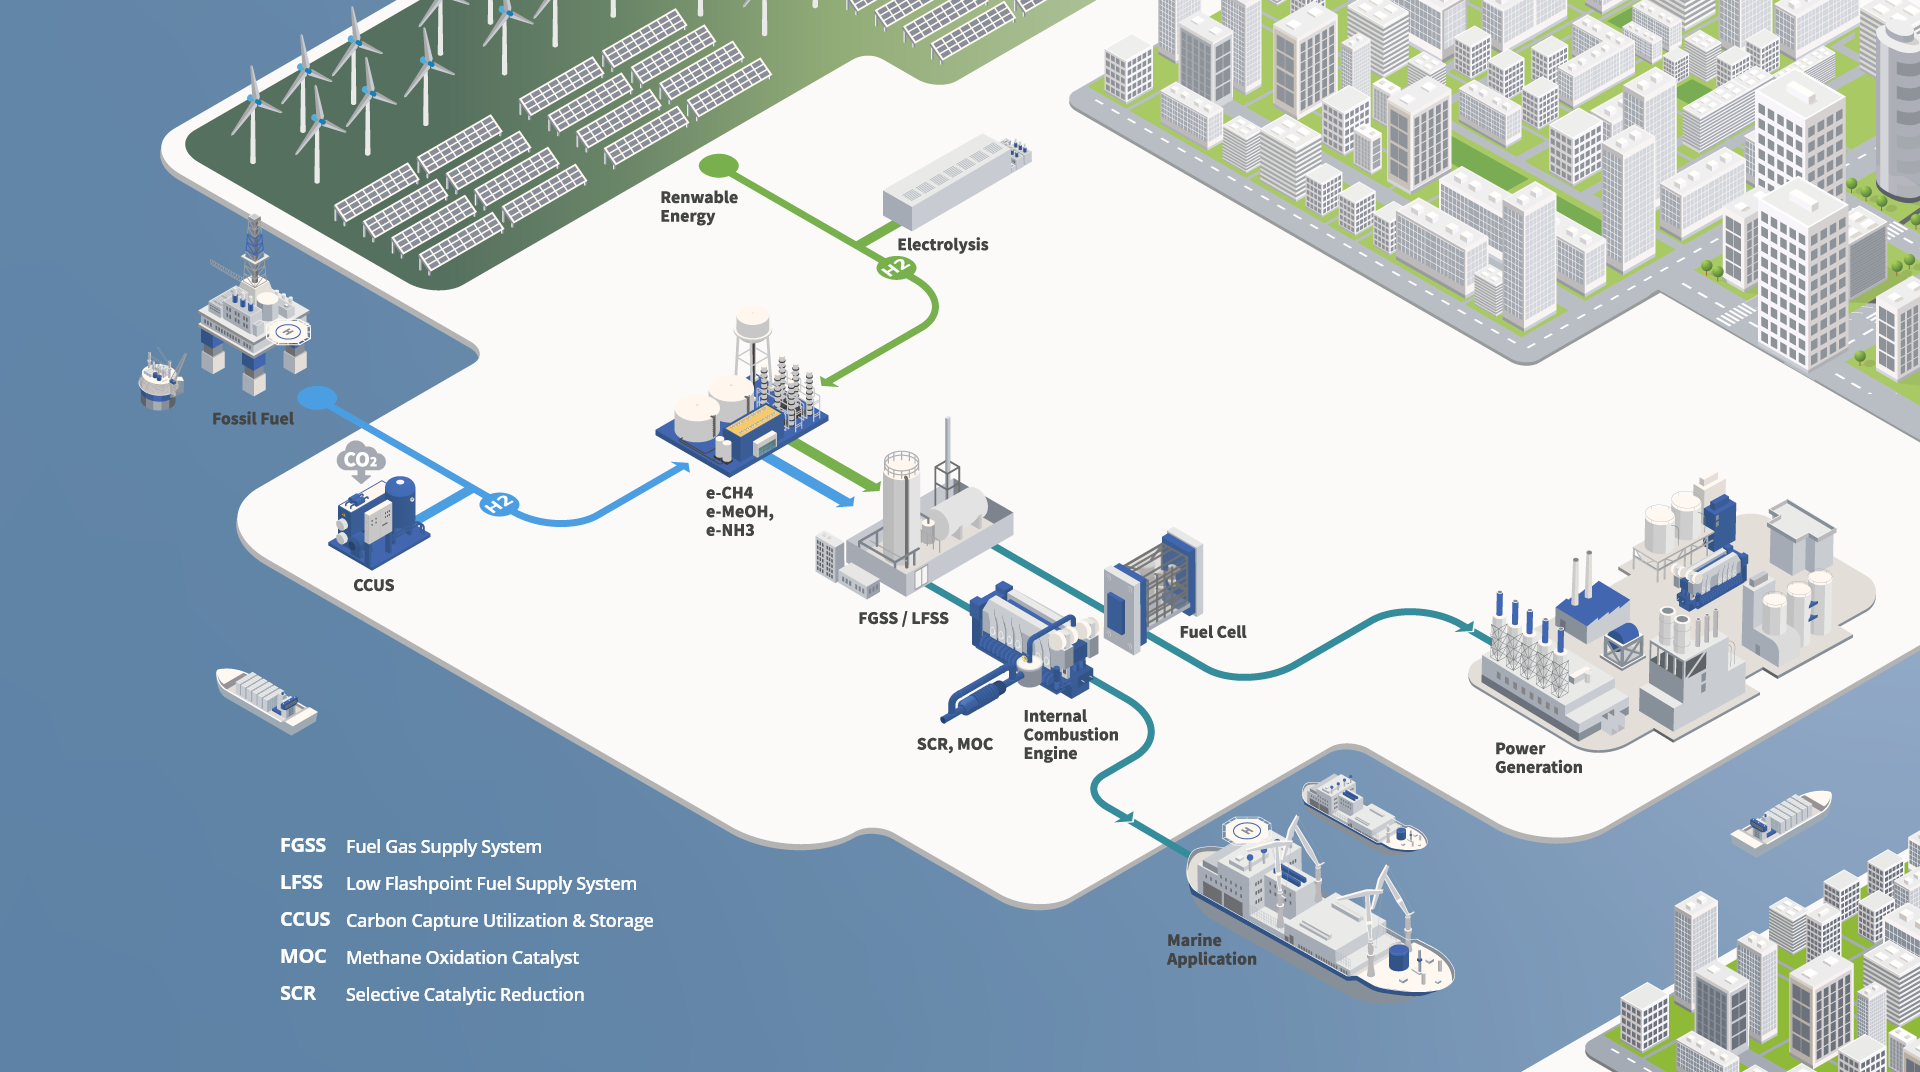 Renwable
Energy
Electrolysis
H2
H
Fossil Fuel
CO₂
H2
CCUS
e-CH4
e-MeOH,
e-NH3
FGSS / LFSS
Fuel Cell
SCR, MOC
Internal
Combustion
Engine
Power
Generation
H
Marine
Application
FGSS Fuel Gas Supply System
LFSS Low Flashpoint Fuel Supply System
CCUS Carbon Capture Utilization & Storage
MOC Methane Oxidation Catalyst
SCR Selective Catalytic Reduction